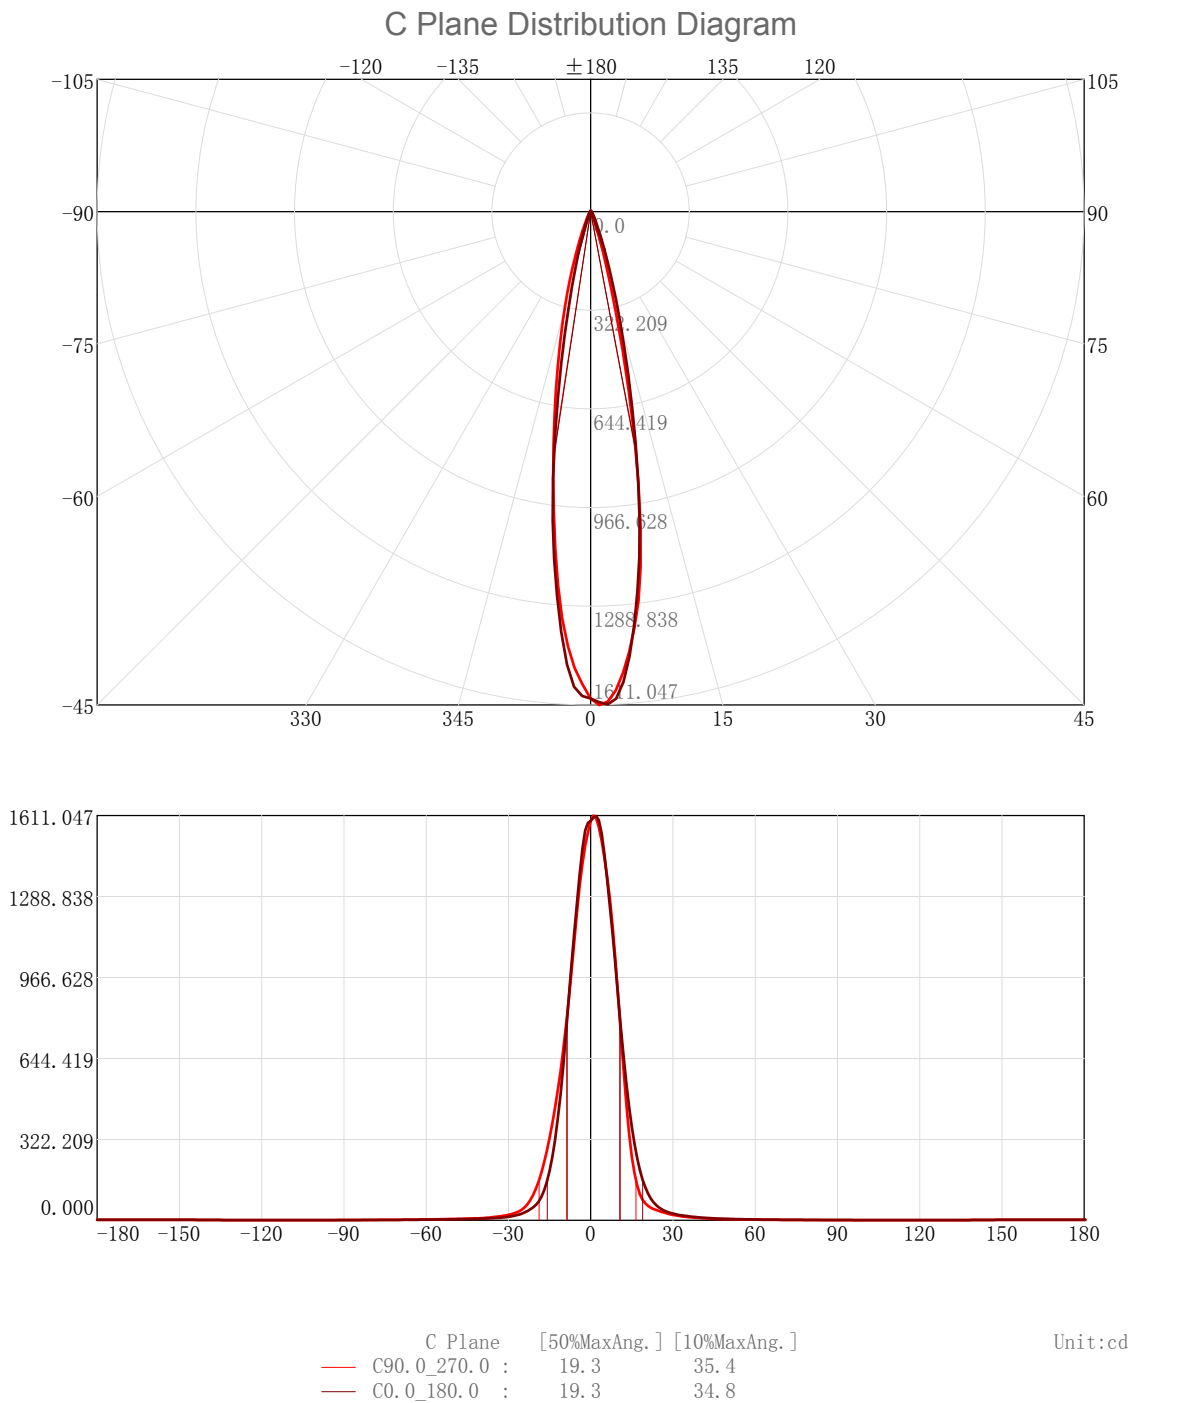 C Plane Distribution Diagram
-120 -135 ±180 135 120
-105 105
-90 90
0.0
322.209
-75 75
644.419
-60 60
966.628
1288.838
1611.047
-45
330 345 0 15 30 45
1611.047
1288.838
966.628
644.419
322.209
0.000
-180 -150 -120 -90 -60 -30 0 30 60 90 120 150 180
C Plane [50%MaxAng.] [10%MaxAng.] Unit:cd
C90.0_270.0 : 19.3 35.4
C0.0_180.0 : 19.3 34.8